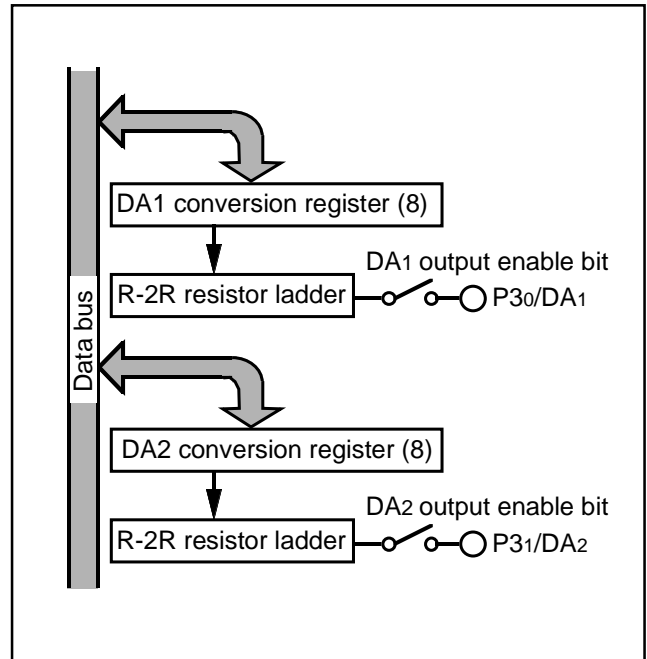 DA1 conversion register (8)
DA1 output enable bit
R-2R resistor ladder
P30/DA1
Data bus
DA2 conversion register (8)
DA2 output enable bit
R-2R resistor ladder
P31/DA2